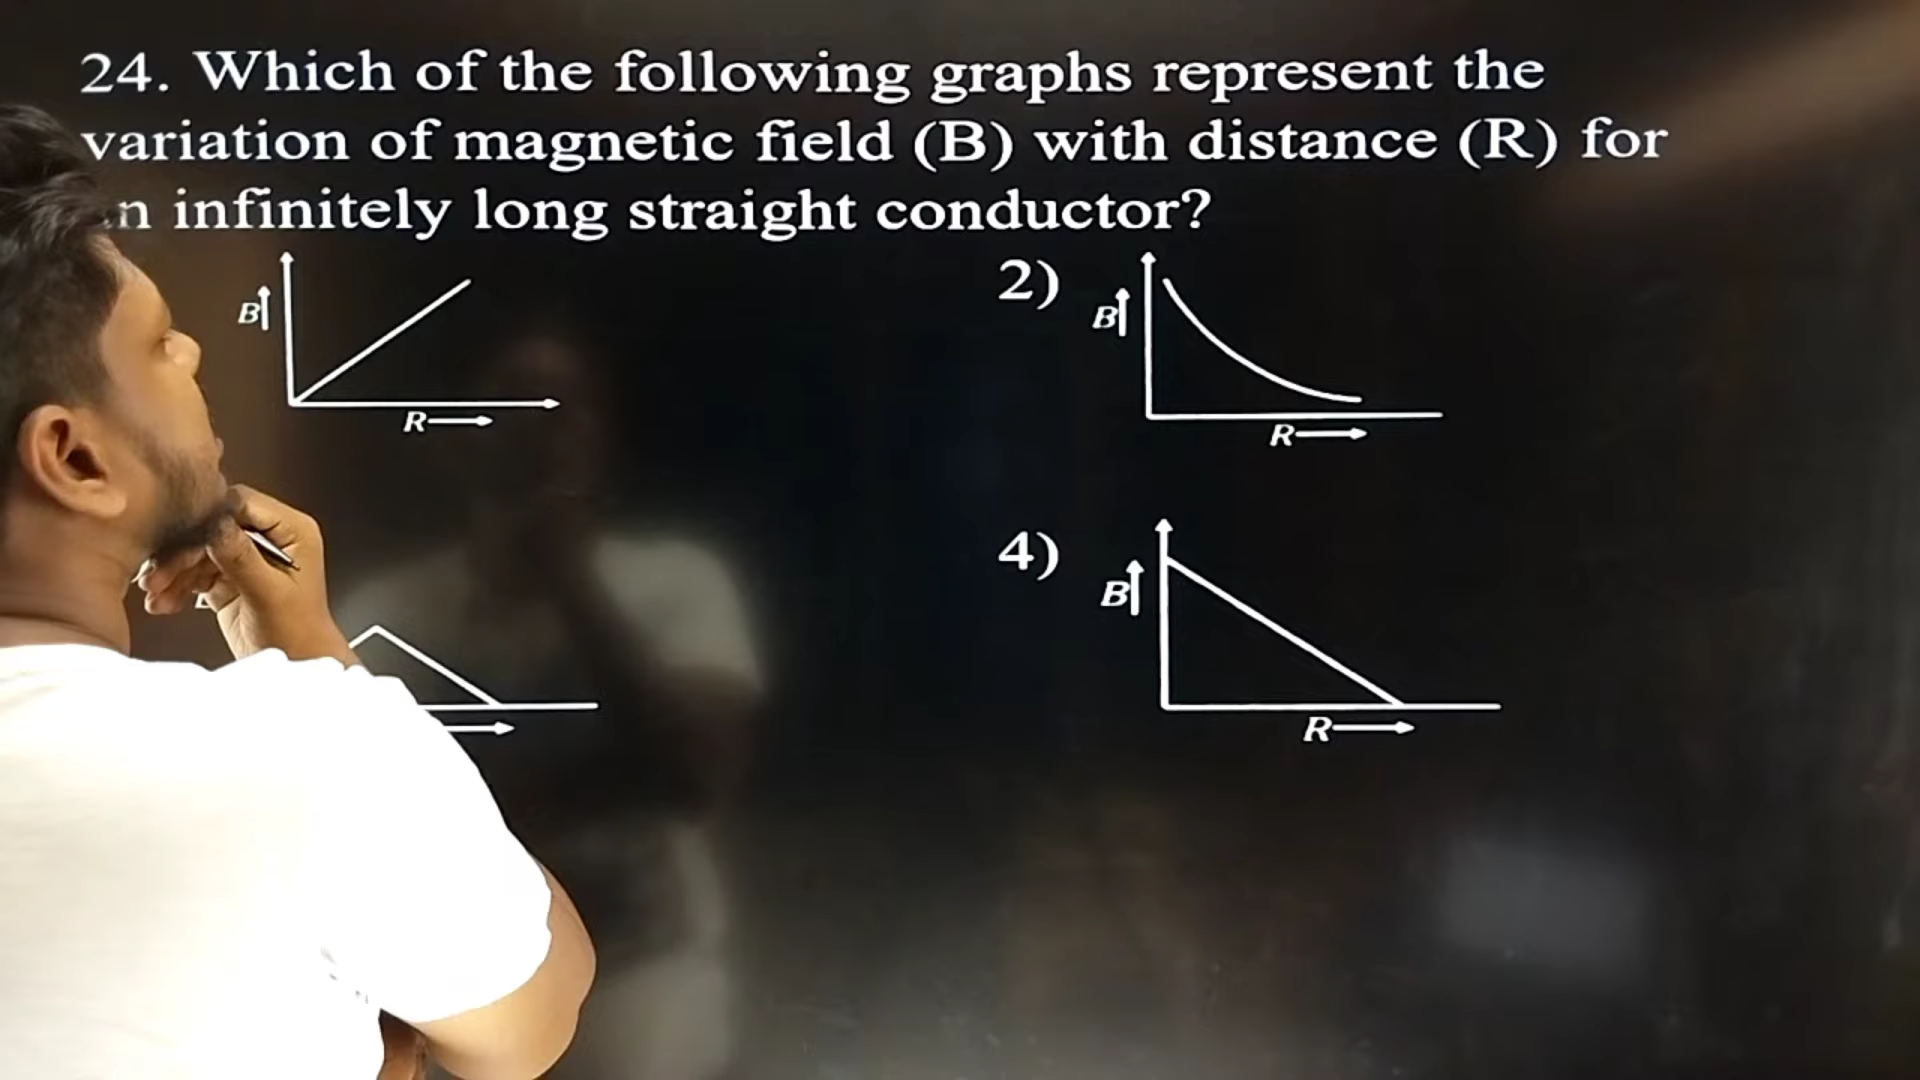 24. Which of the following graphs represent the
variation of magnetic field (B) with distance (R) for
n infinitely long straight conductor?
B
R
2)
B
R
4)
B
R